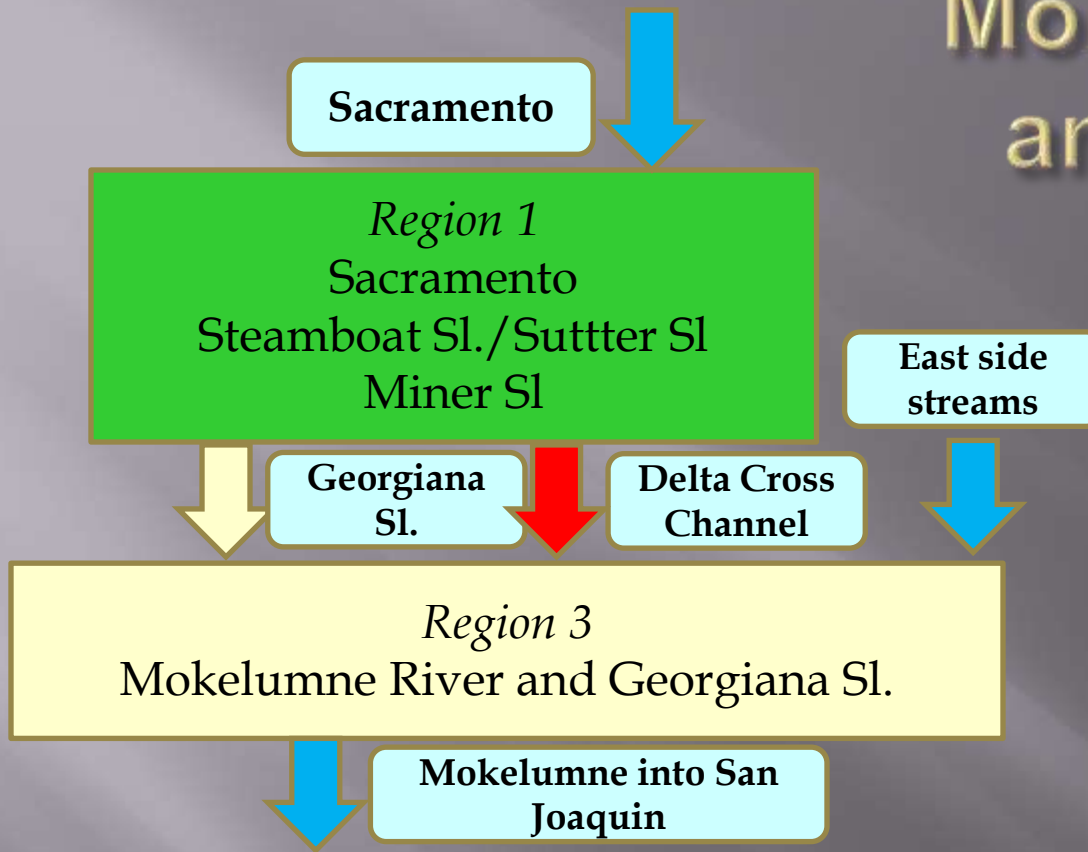 Mo
an
Sacramento
Region 1
Sacramento
Steamboat Sl./Suttter Sl
Miner Sl
East side
streams
Georgiana
Sl.
Delta Cross
Channel
Region 3
Mokelumne River and Georgiana Sl.
Mokelumne into San
Joaquin